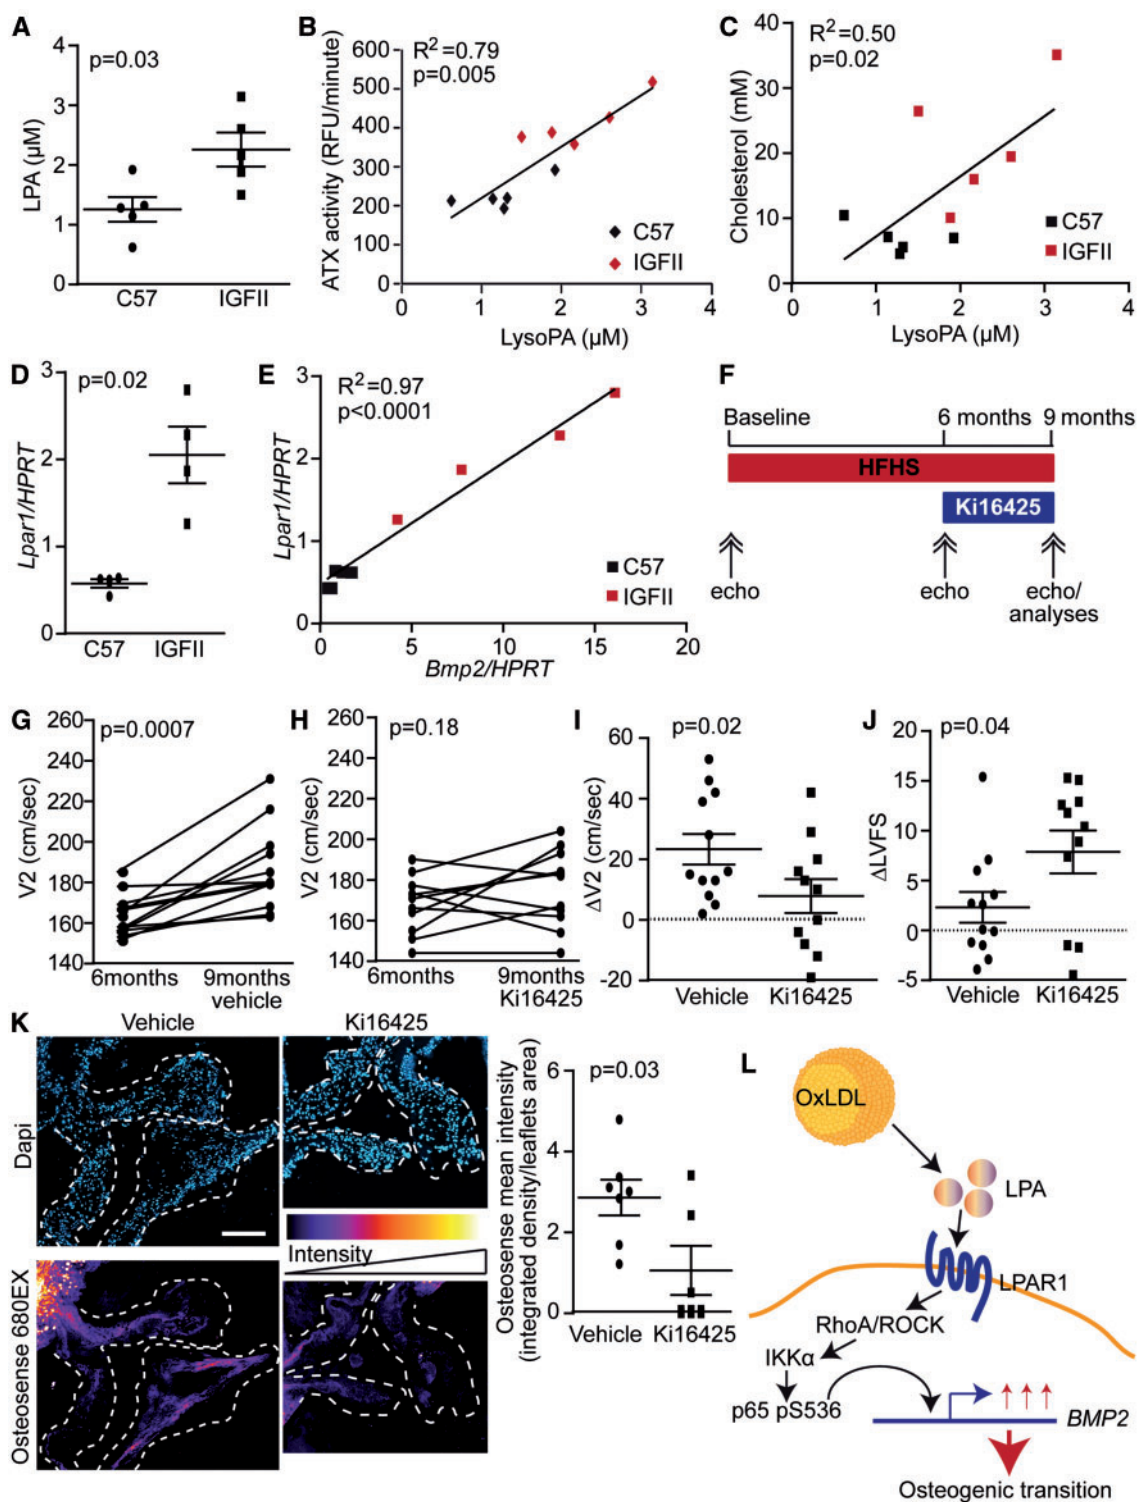 A
p=0.03
LPA (µM)
4
3
2
1
0
C57 IGFII
B
R²=0.79
p=0.005
ATX activity (RFU/minute)
600
500
400
300
200
100
0
C57
IGFII
0 1 2 3 4
LysoPA (µM)
C
R²=0.50
p=0.02
Cholesterol (mM)
40
30
20
10
0
C57
IGFII
0 1 2 3 4
LysoPA (µM)
D
p=0.02
Lpar1/HPRT
3
2
1
0
C57 IGFII
E
R²=0.97
p<0.0001
Lpar1/HPRT
3
2
1
0
C57
IGFII
0 5 10 15 20
Bmp2/HPRT
F
Baseline 6 months 9 months
HFHS
Ki16425
echo echo echo/
analyses
G
p=0.0007
V2 (cm/sec)
260
240
220
200
180
160
140
6months 9months
vehicle
H
p=0.18
V2 (cm/sec)
260
240
220
200
180
160
140
6months 9months
Ki16425
I
p=0.02
ΔV2 (cm/sec)
60
40
20
0
-20
Vehicle Ki16425
J
p=0.04
ΔLVFS
20
15
10
5
0
-5
Vehicle Ki16425
K
Vehicle Ki16425
Dapi
Intensity
Osteosense 680EX
Osteosense mean intensity
(integrated density/leaflets area)
p=0.03
6
4
2
0
Vehicle Ki16425
L
OxLDL
LPA
LPAR1
RhoA/ROCK
IKKα
p65 pS536
BMP2
Osteogenic transition